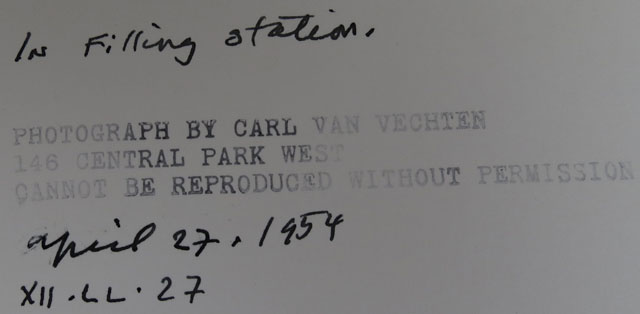 In Filling station.
PHOTOGRAPH BY CARL VAN VECHTEN
146 CENTRAL PARK WEST
CANNOT BE REPRODUCED WITHOUT PERMISSION
April 27, 1954
XII.LL.27